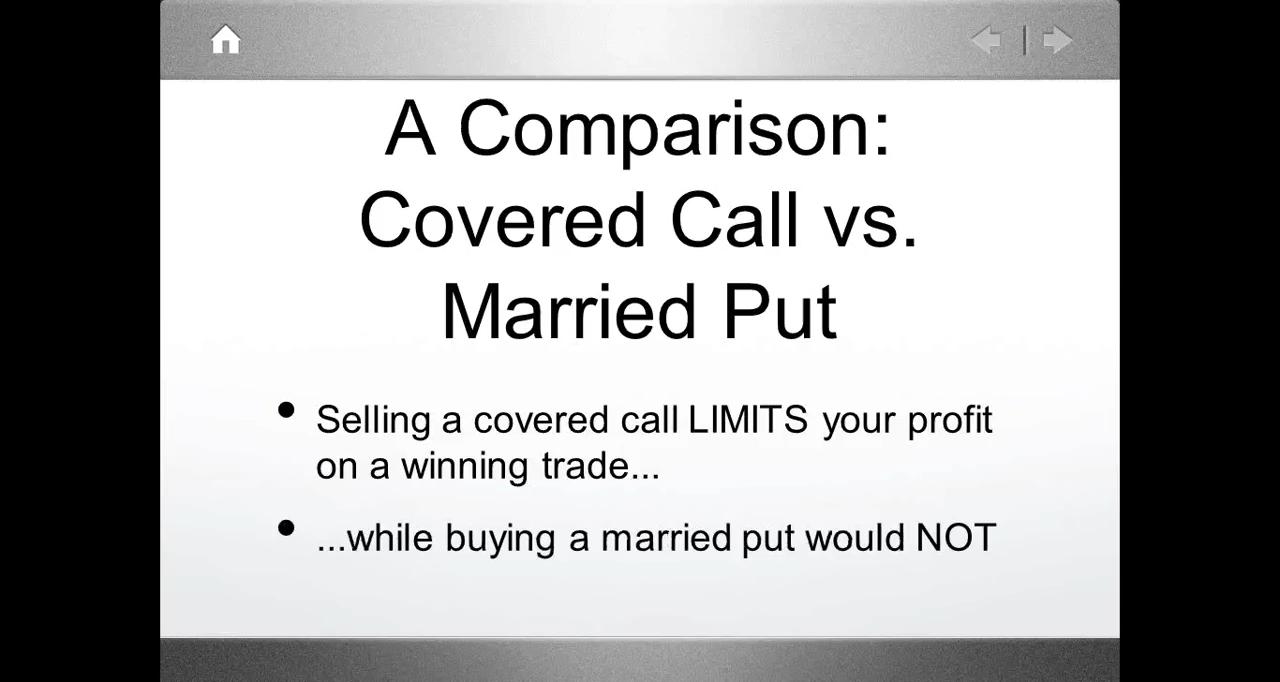 A Comparison:
Covered Call vs.
Married Put
• Selling a covered call LIMITS your profit
on a winning trade...
• ...while buying a married put would NOT